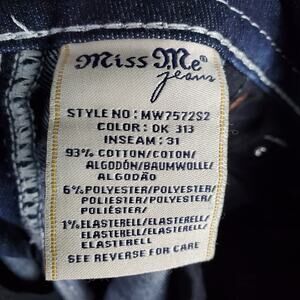 Miss Me®
jeans
STYLE NO: MW7572S2
COLOR: DK 313
INSEAM: 31
93% COTTON/COTON/
ALGODÓN/BAUMWOLLE/
ALGODÃO
6% POLYESTER/POLYESTER/
POLIÉSTER/POLYESTER/
POLIÉSTER/
1% ELASTERELL/ELASTERELL/
ELASTERELL/ELASTERELL/
ELASTERELL
SEE REVERSE FOR CARE